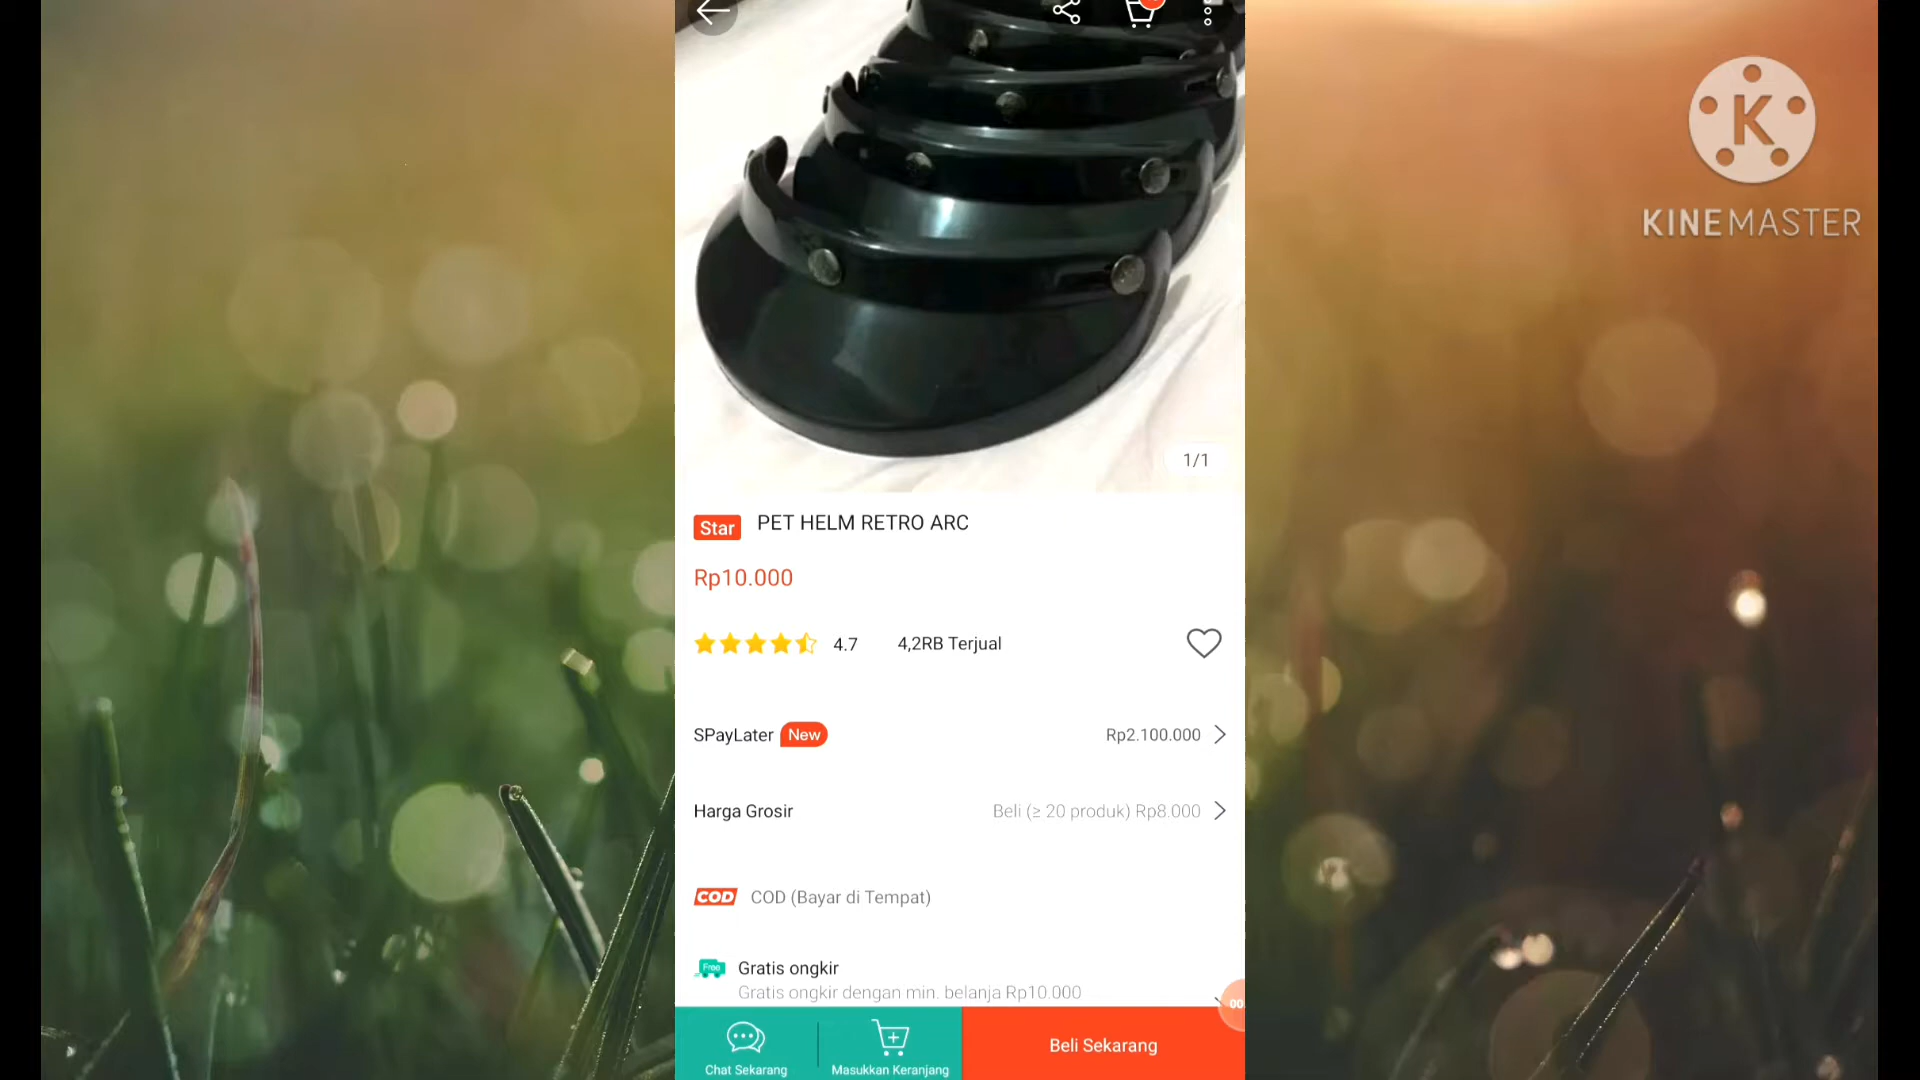 KINEMASTER
1/1
Star PET HELM RETRO ARC
Rp10.000
4.7 4,2RB Terjual
SPayLater New Rp2.100.000
Harga Grosir Beli (≥ 20 produk) Rp8.000
COD COD (Bayar di Tempat)
Free Gratis ongkir
Gratis ongkir dengan min. belanja Rp10.000
00
Chat Sekarang
Masukkan Keranjang
Beli Sekarang